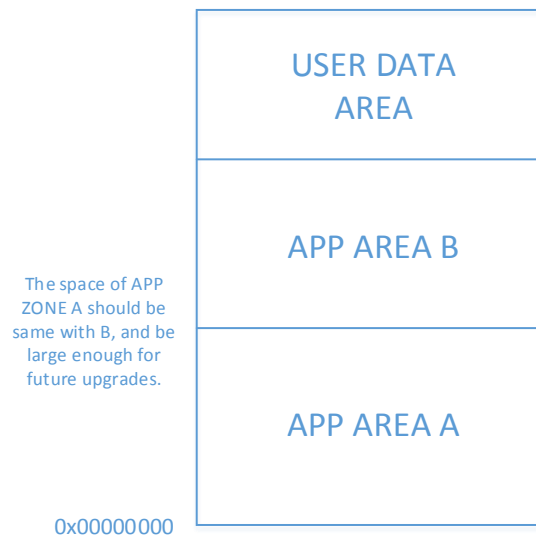 USER DATA
AREA
APP AREA B
The space of APP
ZONE A should be
same with B, and be
large enough for
future upgrades.
APP AREA A
0x00000000